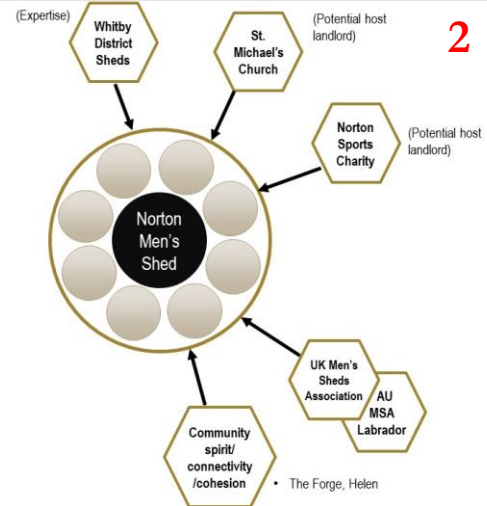 (Expertise)
Whitby
District
Sheds
St.
Michael's
Church
(Potential host
landlord)
2
Norton
Sports
Charity
(Potential host
landlord)
Norton
Men's
Shed
UK Men's
Sheds
Association
AU
MSA
Labrador
Community
spirit/
connectivity
/cohesion
• The Forge, Helen